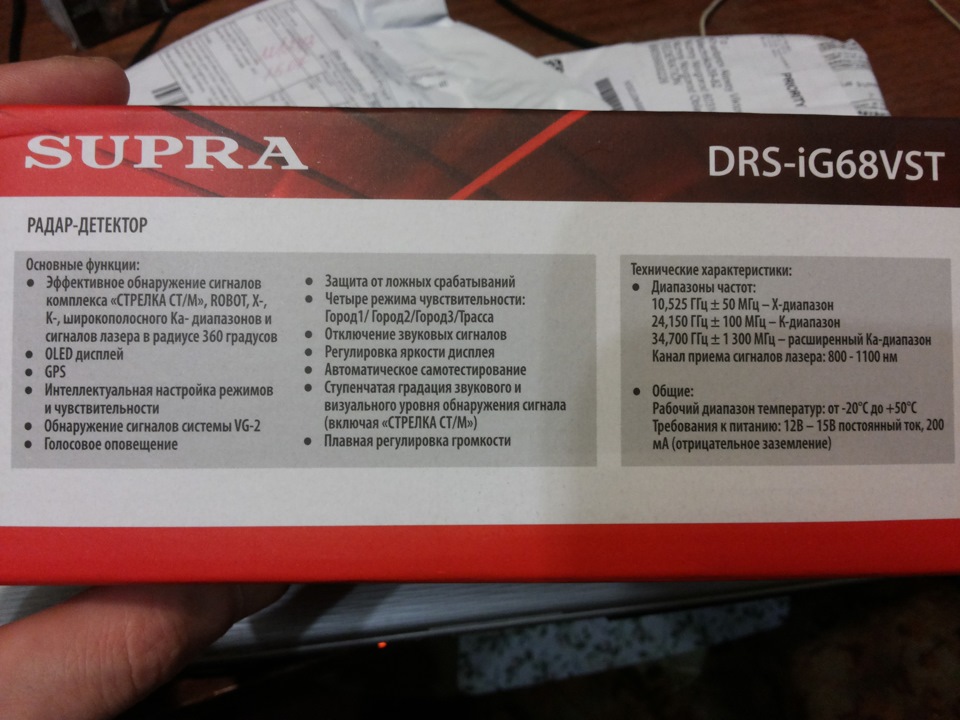 PRIORITY
SUPRA
DRS-iG68VST
РАДАР-ДЕТЕКТОР
Основные функции:
● Эффективное обнаружение сигналов
комплекса «СТРЕЛКА СТ/М», ROBOT, X-,
K-, широкополосного Ka- диапазонов и
сигналов лазера в радиусе 360 градусов
● OLED дисплей
● GPS
● Интеллектуальная настройка режимов
и чувствительности
● Обнаружение сигналов системы VG-2
● Голосовое оповещение
● Защита от ложных срабатываний
● Четыре режима чувствительности:
Город1/ Город2/Город3/Трасса
● Отключение звуковых сигналов
● Регулировка яркости дисплея
● Автоматическое самотестирование
● Ступенчатая градация звукового и
визуального уровня обнаружения сигнала
(включая «СТРЕЛКА СТ/М»)
● Плавная регулировка громкости
Технические характеристики:
● Диапазоны частот:
10,525 ГГц ± 50 МГц – X-диапазон
24,150 ГГц ± 100 МГц – K-диапазон
34,700 ГГц ± 1 300 МГц – расширенный Ka-диапазон
Канал приема сигналов лазера: 800 - 1100 нм
● Общие:
Рабочий диапазон температур: от -20°C до +50°C
Требования к питанию: 12В – 15В постоянный ток, 200
мА (отрицательное заземление)